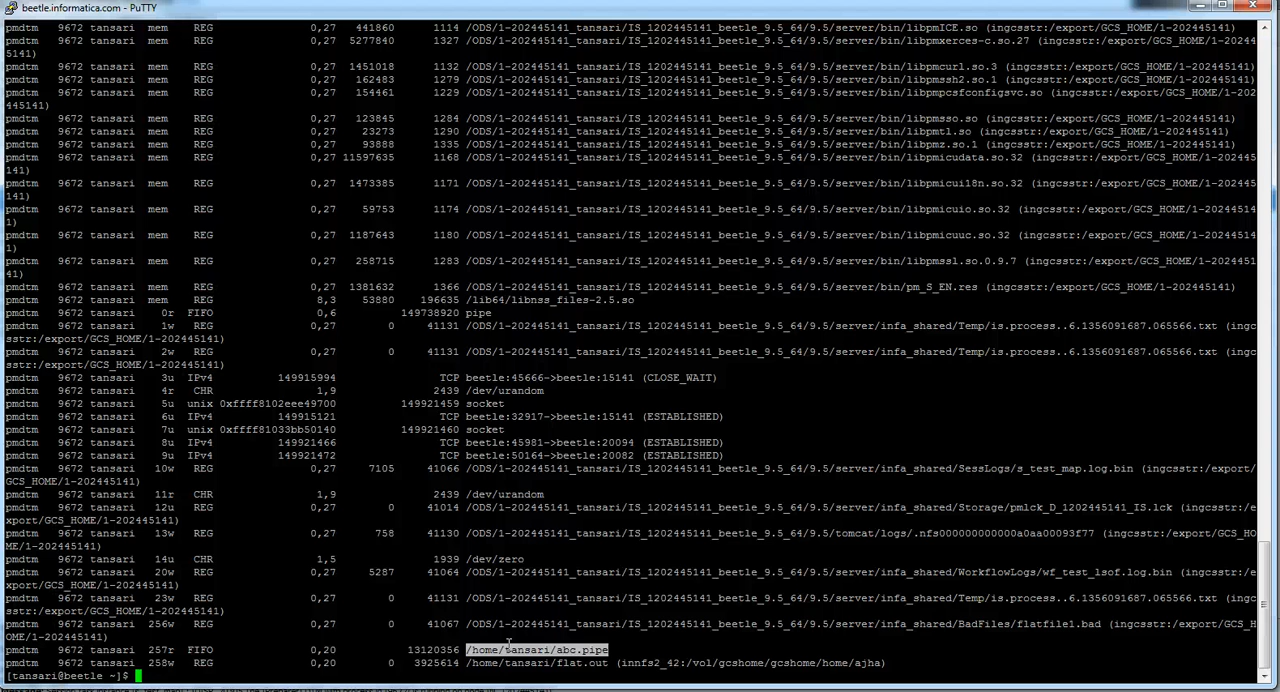 beetle.informatica.com - PuTTY
pmdtm 9672 tansari mem REG 0,27 441860 1114 /ODS/1-202445141_tansari/IS_1202445141_beetle_9.5_64/9.5/server/bin/libpmICE.so (ingcsstr:/export/GCS_HOME/1-202445141)
pmdtm 9672 tansari mem REG 0,27 5277840 1327 /ODS/1-202445141_tansari/IS_1202445141_beetle_9.5_64/9.5/server/bin/libpmxerces-c.so.27 (ingcsstr:/export/GCS_HOME/1-20244
5141)
pmdtm 9672 tansari mem REG 0,27 1451018 1132 /ODS/1-202445141_tansari/IS_1202445141_beetle_9.5_64/9.5/server/bin/libpmcurl.so.3 (ingcsstr:/export/GCS_HOME/1-202445141)
pmdtm 9672 tansari mem REG 0,27 162483 1279 /ODS/1-202445141_tansari/IS_1202445141_beetle_9.5_64/9.5/server/bin/libpmssh2.so.1 (ingcsstr:/export/GCS_HOME/1-202445141)
pmdtm 9672 tansari mem REG 0,27 154461 1229 /ODS/1-202445141_tansari/IS_1202445141_beetle_9.5_64/9.5/server/bin/libpmpcsfconfigsvc.so (ingcsstr:/export/GCS_HOME/1-202
445141)
pmdtm 9672 tansari mem REG 0,27 123845 1284 /ODS/1-202445141_tansari/IS_1202445141_beetle_9.5_64/9.5/server/bin/libpmsso.so (ingcsstr:/export/GCS_HOME/1-202445141)
pmdtm 9672 tansari mem REG 0,27 23273 1290 /ODS/1-202445141_tansari/IS_1202445141_beetle_9.5_64/9.5/server/bin/libpmtl.so (ingcsstr:/export/GCS_HOME/1-202445141)
pmdtm 9672 tansari mem REG 0,27 93888 1335 /ODS/1-202445141_tansari/IS_1202445141_beetle_9.5_64/9.5/server/bin/libpmz.so.1 (ingcsstr:/export/GCS_HOME/1-202445141)
pmdtm 9672 tansari mem REG 0,27 11597635 1168 /ODS/1-202445141_tansari/IS_1202445141_beetle_9.5_64/9.5/server/bin/libpmicudata.so.32 (ingcsstr:/export/GCS_HOME/1-202445
141)
pmdtm 9672 tansari mem REG 0,27 1473385 1171 /ODS/1-202445141_tansari/IS_1202445141_beetle_9.5_64/9.5/server/bin/libpmicui18n.so.32 (ingcsstr:/export/GCS_HOME/1-202445
141)
pmdtm 9672 tansari mem REG 0,27 59753 1174 /ODS/1-202445141_tansari/IS_1202445141_beetle_9.5_64/9.5/server/bin/libpmicuio.so.32 (ingcsstr:/export/GCS_HOME/1-20244514
1)
pmdtm 9672 tansari mem REG 0,27 1187643 1180 /ODS/1-202445141_tansari/IS_1202445141_beetle_9.5_64/9.5/server/bin/libpmicuuc.so.32 (ingcsstr:/export/GCS_HOME/1-20244514
1)
pmdtm 9672 tansari mem REG 0,27 258715 1283 /ODS/1-202445141_tansari/IS_1202445141_beetle_9.5_64/9.5/server/bin/libpmssl.so.0.9.7 (ingcsstr:/export/GCS_HOME/1-2024451
41)
pmdtm 9672 tansari mem REG 0,27 1381632 1366 /ODS/1-202445141_tansari/IS_1202445141_beetle_9.5_64/9.5/server/bin/pm_S_EN.res (ingcsstr:/export/GCS_HOME/1-202445141)
pmdtm 9672 tansari mem REG 8,3 53880 196635 /lib64/libnss_files-2.5.so
pmdtm 9672 tansari 0r FIFO 0,6 149738920 pipe
pmdtm 9672 tansari 1w REG 0,27 0 41131 /ODS/1-202445141_tansari/IS_1202445141_beetle_9.5_64/9.5/server/infa_shared/Temp/is.process..6.1356091687.065566.txt (ingc
sstr:/export/GCS_HOME/1-202445141)
pmdtm 9672 tansari 2w REG 0,27 0 41131 /ODS/1-202445141_tansari/IS_1202445141_beetle_9.5_64/9.5/server/infa_shared/Temp/is.process..6.1356091687.065566.txt (ingc
sstr:/export/GCS_HOME/1-202445141)
pmdtm 9672 tansari 3u IPv4 149915994 TCP beetle:45666->beetle:15141 (CLOSE_WAIT)
pmdtm 9672 tansari 4r CHR 1,9 2439 /dev/urandom
pmdtm 9672 tansari 5u unix 0xffff8102eee49700 149921459 socket
pmdtm 9672 tansari 6u IPv4 149915121 TCP beetle:32917->beetle:15141 (ESTABLISHED)
pmdtm 9672 tansari 7u unix 0xffff81033bb50140 149921460 socket
pmdtm 9672 tansari 8u IPv4 149921466 TCP beetle:45981->beetle:20094 (ESTABLISHED)
pmdtm 9672 tansari 9u IPv4 149921472 TCP beetle:50164->beetle:20082 (ESTABLISHED)
pmdtm 9672 tansari 10w REG 0,27 7105 41066 /ODS/1-202445141_tansari/IS_1202445141_beetle_9.5_64/9.5/server/infa_shared/SessLogs/s_test_map.log.bin (ingcsstr:/export/
GCS_HOME/1-202445141)
pmdtm 9672 tansari 11r CHR 1,9 2439 /dev/urandom
pmdtm 9672 tansari 12u REG 0,27 0 41014 /ODS/1-202445141_tansari/IS_1202445141_beetle_9.5_64/9.5/server/infa_shared/Storage/pmlck_D_1202445141_IS.lck (ingcsstr:/e
xport/GCS_HOME/1-202445141)
pmdtm 9672 tansari 13w REG 0,27 758 41130 /ODS/1-202445141_tansari/IS_1202445141_beetle_9.5_64/9.5/tomcat/logs/.nfs000000000000a0aa00093f77 (ingcsstr:/export/GCS_HO
ME/1-202445141)
pmdtm 9672 tansari 14u CHR 1,5 1939 /dev/zero
pmdtm 9672 tansari 20w REG 0,27 5287 41064 /ODS/1-202445141_tansari/IS_1202445141_beetle_9.5_64/9.5/server/infa_shared/WorkflowLogs/wf_test_lsof.log.bin (ingcsstr:/
export/GCS_HOME/1-202445141)
pmdtm 9672 tansari 23w REG 0,27 0 41131 /ODS/1-202445141_tansari/IS_1202445141_beetle_9.5_64/9.5/server/infa_shared/Temp/is.process..6.1356091687.065566.txt (ingc
sstr:/export/GCS_HOME/1-202445141)
pmdtm 9672 tansari 256w REG 0,27 0 41067 /ODS/1-202445141_tansari/IS_1202445141_beetle_9.5_64/9.5/server/infa_shared/BadFiles/flatfile1.bad (ingcsstr:/export/GCS_H
OME/1-202445141)
pmdtm 9672 tansari 257r FIFO 0,20 13120356 /home/tansari/abc.pipe
pmdtm 9672 tansari 258w REG 0,20 0 3925614 /home/tansari/flat.out (innfs2_42:/vol/gcshome/gcshome/home/ajha)
[tansari@beetle ~]$